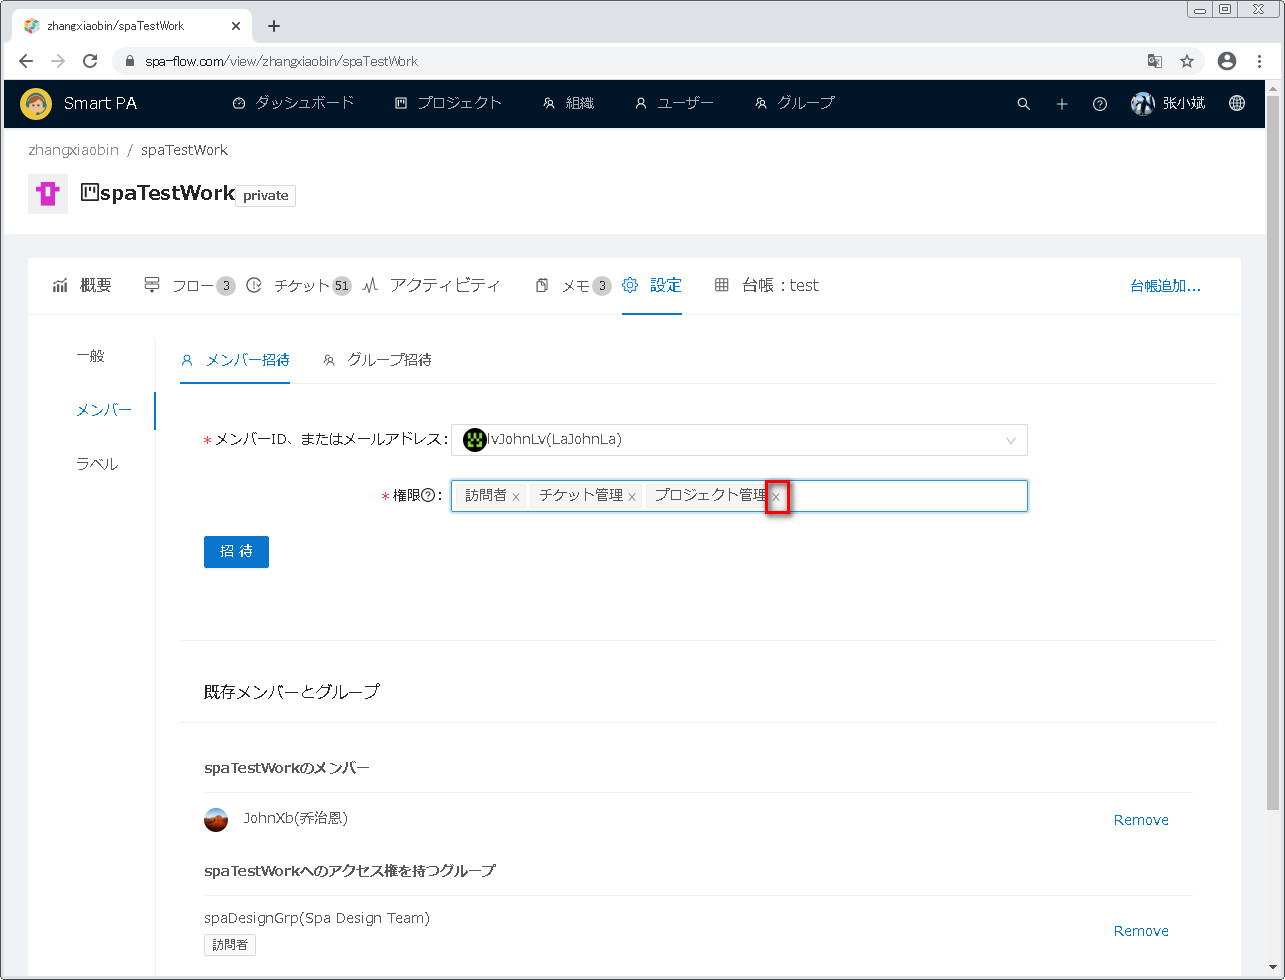 zhangxiaobin/spaTestWork
spa-flow.com/view/zhangxiaobin/spaTestWork
Smart PA ダッシュボード プロジェクト 組織 ユーザー グループ 张小斌
zhangxiaobin / spaTestWork
spaTestWork private
概要 フロー 3 チケット 51 アクティビティ メモ 3 設定 台帳：test 台帳追加...
一般
メンバー
ラベル
メンバー招待 グループ招待
* メンバーID、またはメールアドレス: lvJohnLv(LaJohnLa)
* 権限 : 訪問者 × チケット管理 × プロジェクト管理 ×
招 待
既存メンバーとグループ
spaTestWorkのメンバー
JohnXb(乔治恩) Remove
spaTestWorkへのアクセス権を持つグループ
spaDesignGrp(Spa Design Team) Remove
訪問者